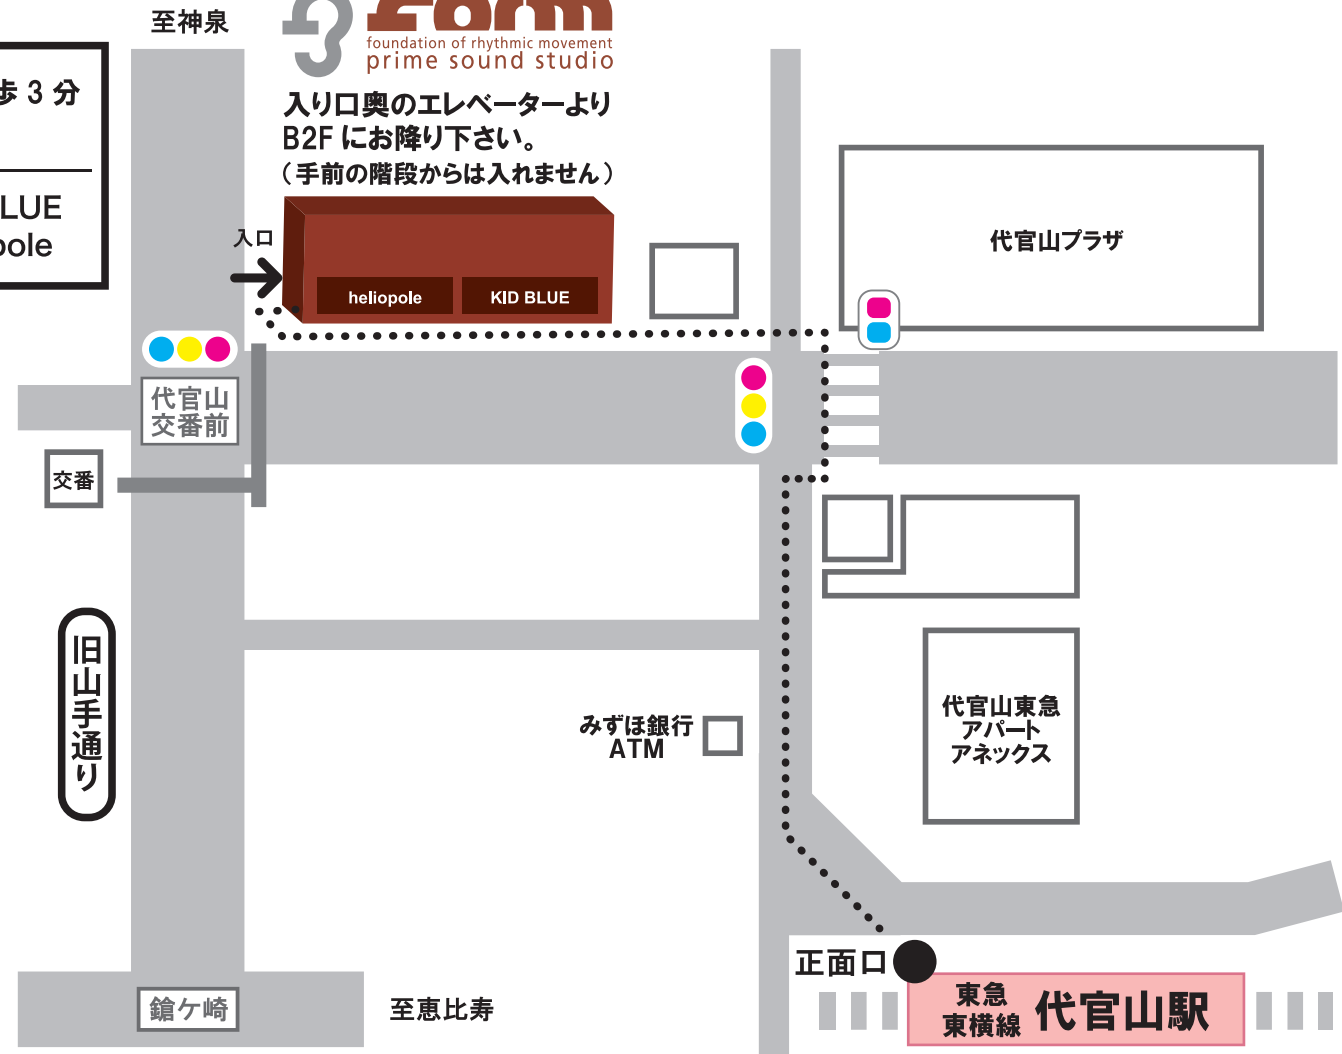 至神泉
form
foundation of rhythmic movement
prime sound studio
歩 3 分
LUE
pole
入り口奥のエレベーターより
B2F にお降り下さい。
（手前の階段からは入れません）
入口
heliopole
KID BLUE
代官山プラザ
代官山
交番前
交番
旧山手通り
みずほ銀行
ATM
代官山東急
アパート
アネックス
正面口
東急
東横線
代官山駅
鎗ケ崎
至恵比寿